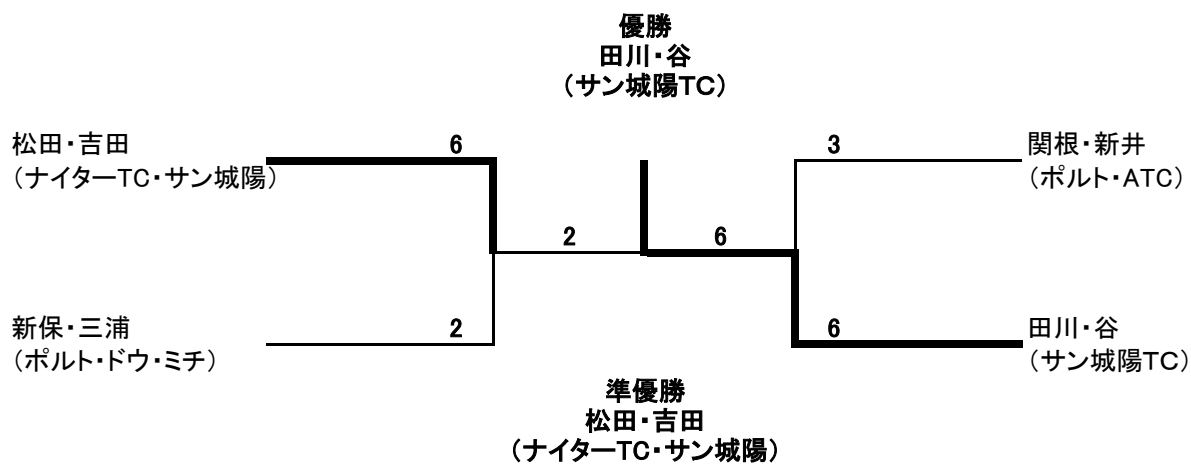 優勝
田川・谷
（サン城陽TC）
松田・吉田
（ナイターTC・サン城陽）
6
3
関根・新井
（ポルト・ATC）
2
6
新保・三浦
（ポルト・ドウ・ミチ）
2
6
田川・谷
（サン城陽TC）
準優勝
松田・吉田
（ナイターTC・サン城陽）